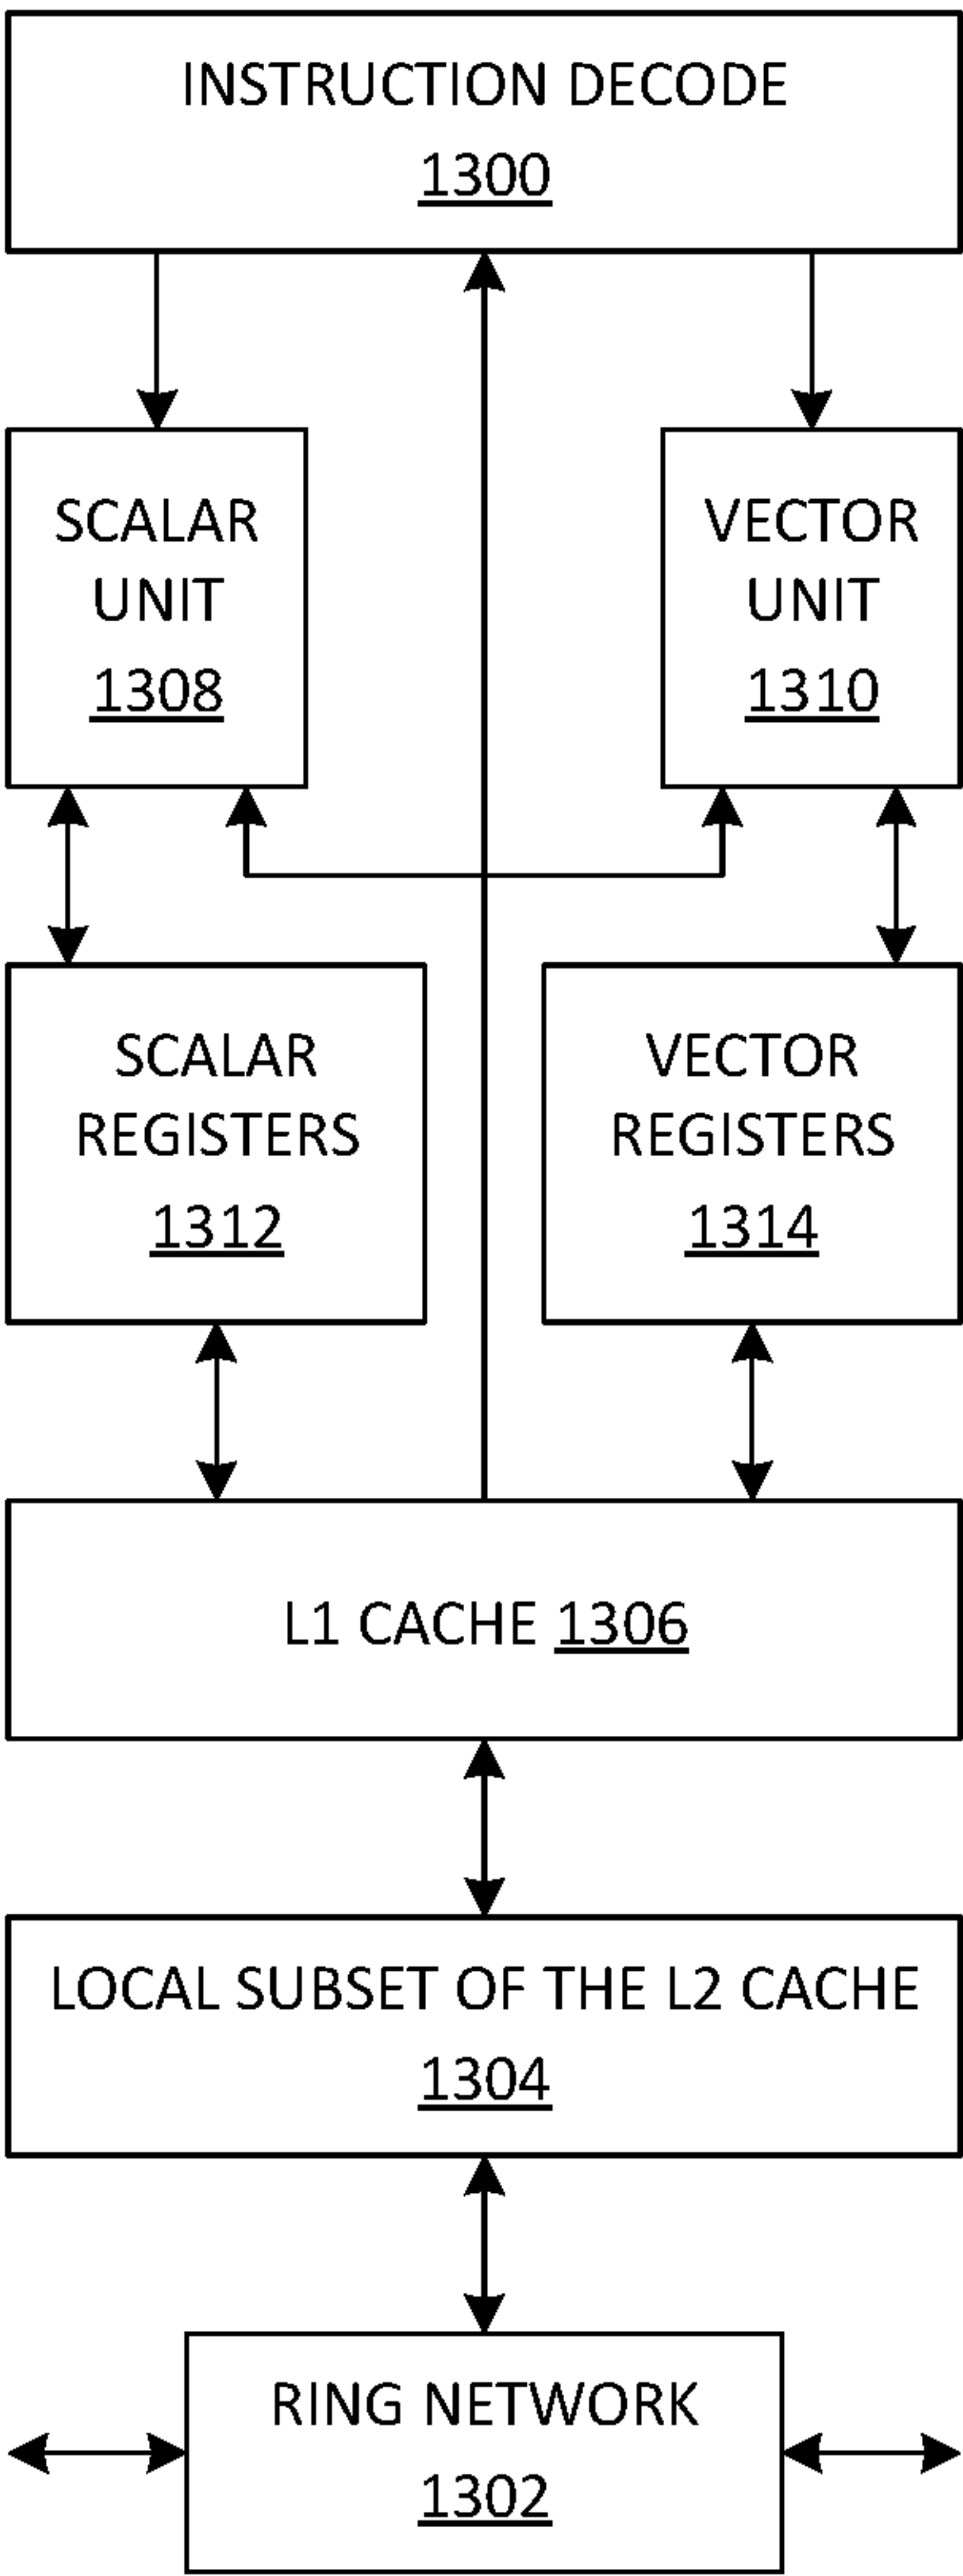 INSTRUCTION DECODE
1300
SCALAR
UNIT
1308
VECTOR
UNIT
1310
SCALAR
REGISTERS
1312
VECTOR
REGISTERS
1314
L1 CACHE 1306
LOCAL SUBSET OF THE L2 CACHE
1304
RING NETWORK
1302